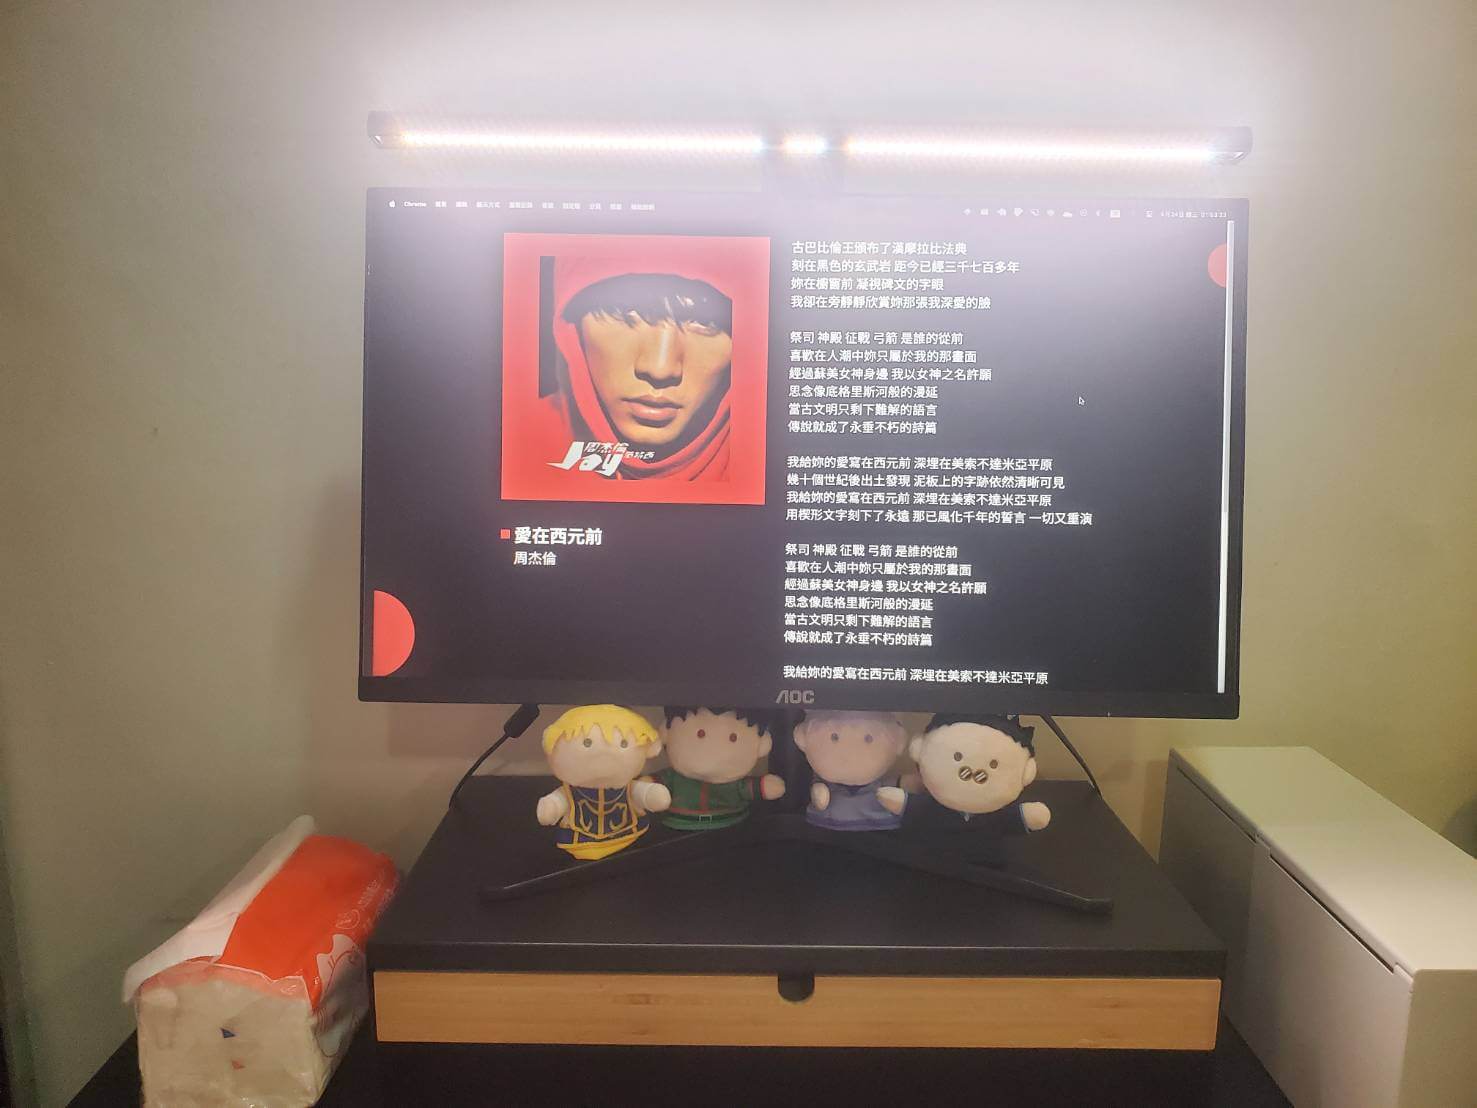 Chrome
古巴比倫王頒布了漢摩拉比法典
刻在黑色的玄武岩 距今已經三千七百多年
妳在櫥窗前 凝視碑文的字眼
我卻在旁靜靜欣賞妳那張我深愛的臉
祭司 神殿 征戰 弓箭 是誰的從前
喜歡在人潮中妳只屬於我的那畫面
經過蘇美女神身邊 我以女神之名許願
思念像底格里斯河般的漫延
當古文明只剩下難解的語言
傳說就成了永垂不朽的詩篇
我給妳的愛寫在西元前 深埋在美索不達米亞平原
幾十個世紀後出土發現 泥板上的字跡依然清晰可見
我給妳的愛寫在西元前 深埋在美索不達米亞平原
用楔形文字刻下了永遠 那已風化千年的誓言 一切又重演
祭司 神殿 征戰 弓箭 是誰的從前
喜歡在人潮中妳只屬於我的那畫面
經過蘇美女神身邊 我以女神之名許願
思念像底格里斯河般的漫延
當古文明只剩下難解的語言
傳說就成了永垂不朽的詩篇
我給妳的愛寫在西元前 深埋在美索不達米亞平原
周杰倫
Jay
愛在西元前
周杰倫
AOC